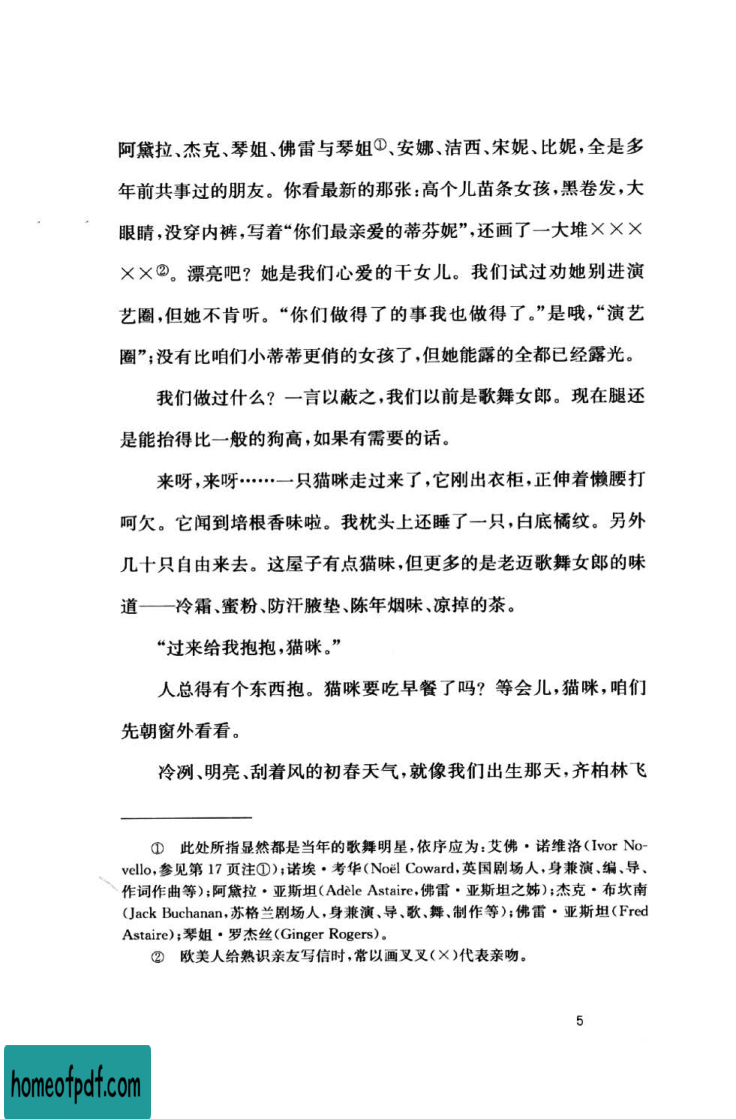 阿黛拉、杰克、琴姐、佛雷与琴姐①、安娜、洁西、宋妮、比妮,全是多
年前共事过的朋友。你看最新的那张:高个儿苗条女孩,黑卷发,大
眼睛,没穿内裤,写着“你们最亲爱的蒂芬妮”,还画了一大堆×××
××②。漂亮吧?她是我们心爱的干女儿。我们试过劝她别进演
艺圈,但她不肯听。“你们做得了的事我也做得了。”是哦,“演艺
圈”;没有比咱们小蒂蒂更俏的女孩了,但她能露的全都已经露光。
我们做过什么?一言以蔽之,我们以前是歌舞女郎。现在腿还
是能抬得比一般的狗高,如果有需要的话。
来呀,来呀……一只猫咪走过来了,它刚出衣柜,正伸着懒腰打
呵欠。它闻到培根香味啦。我枕头上还睡了一只,白底橘纹。另外
几十只自由来去。这屋子有点猫味,但更多的是老迈歌舞女郎的味
道——冷霜、蜜粉、防汗腋垫、陈年烟味、凉掉的茶。
“过来给我抱抱,猫咪。”
人总得有个东西抱。猫咪要吃早餐了吗?等会儿,猫咪,咱们
先朝窗外看看。
冷冽、明亮、刮着风的初春天气,就像我们出生那天,齐柏林飞
① 此处所指显然都是当年的歌舞明星,依序应为:艾佛·诺维洛(Ivor No-
vello,参见第17页注①);诺埃·考华(Noël Coward,英国剧场人,身兼演、编、导、
作词作曲等);阿黛拉·亚斯坦(Adèle Astaire,佛雷·亚斯坦之姊);杰克·布坎南
(Jack Buchanan,苏格兰剧场人,身兼演、导、歌、舞、制作等);佛雷·亚斯坦(Fred
Astaire);琴姐·罗杰丝(Ginger Rogers)。
② 欧美人给熟识亲友写信时,常以画叉叉(×)代表亲吻。
5
homeofpdf.com